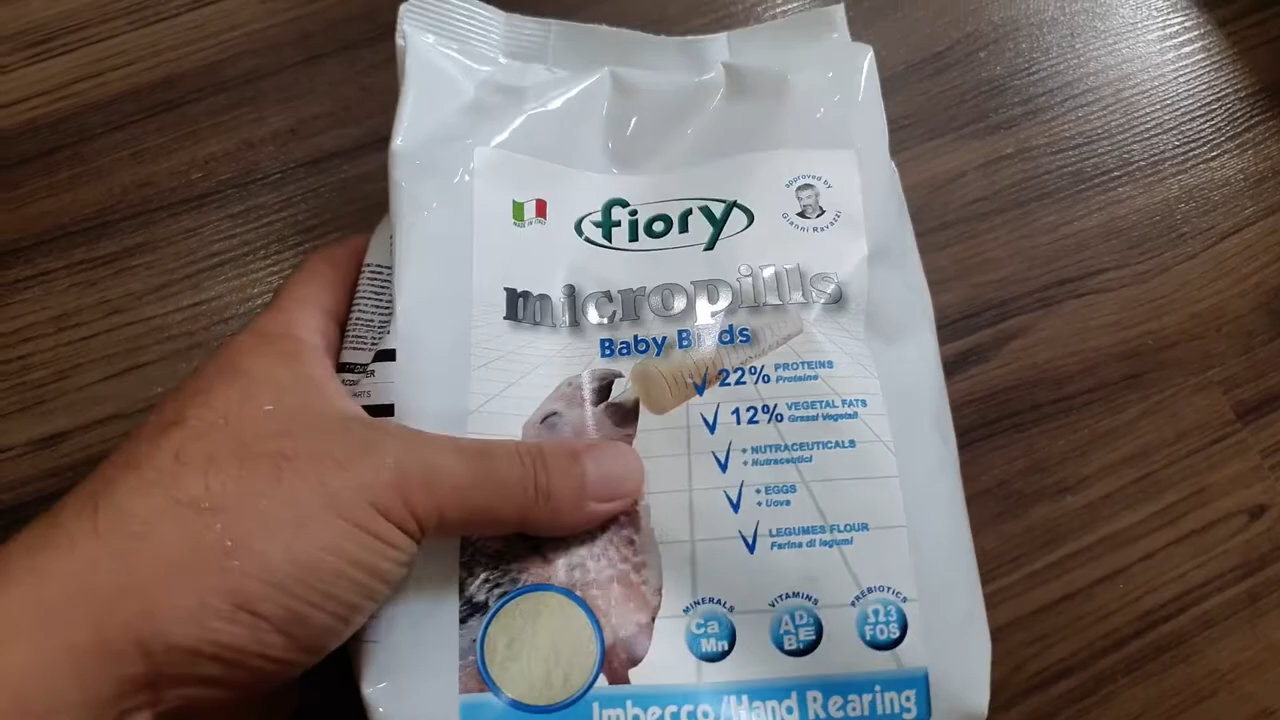 approved by
Gianni Ravazzi
MADE IN ITALY
fiory
micropills
Baby Birds
22% PROTEINS
Proteine
12% VEGETAL FATS
Grassi Vegetali
+ NUTRACEUTICALS
+ Nutraceutici
+ EGGS
+ Uova
LEGUMES FLOUR
Farina di legumi
MINERALS
Ca
Mn
VITAMINS
PREBIOTICS
Ω3
FOS
Imbecco/Hand Rearing